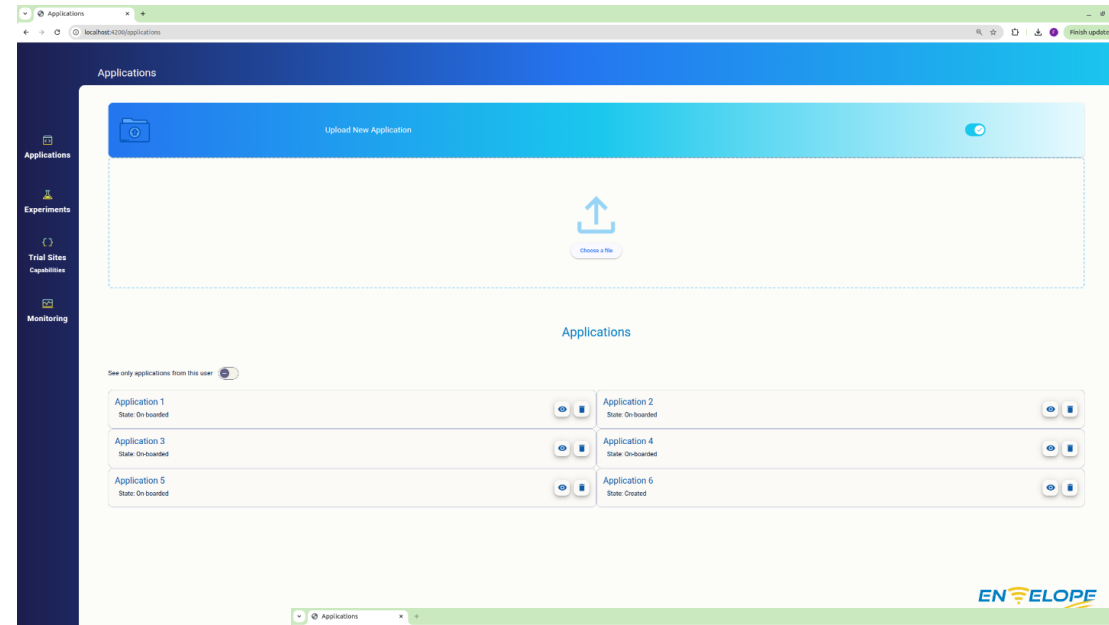 Applications
localhost:4200/applications
Finish update
Applications
Upload New Application
Applications
Choose a file
Experiments
Trial Sites
Capabilities
Monitoring
Applications
See only applications from this user
Application 1
State: On-boarded
Application 2
State: On-boarded
Application 3
State: On-boarded
Application 4
State: On-boarded
Application 5
State: On-boarded
Application 6
State: Created
ENVELOPE
Applications